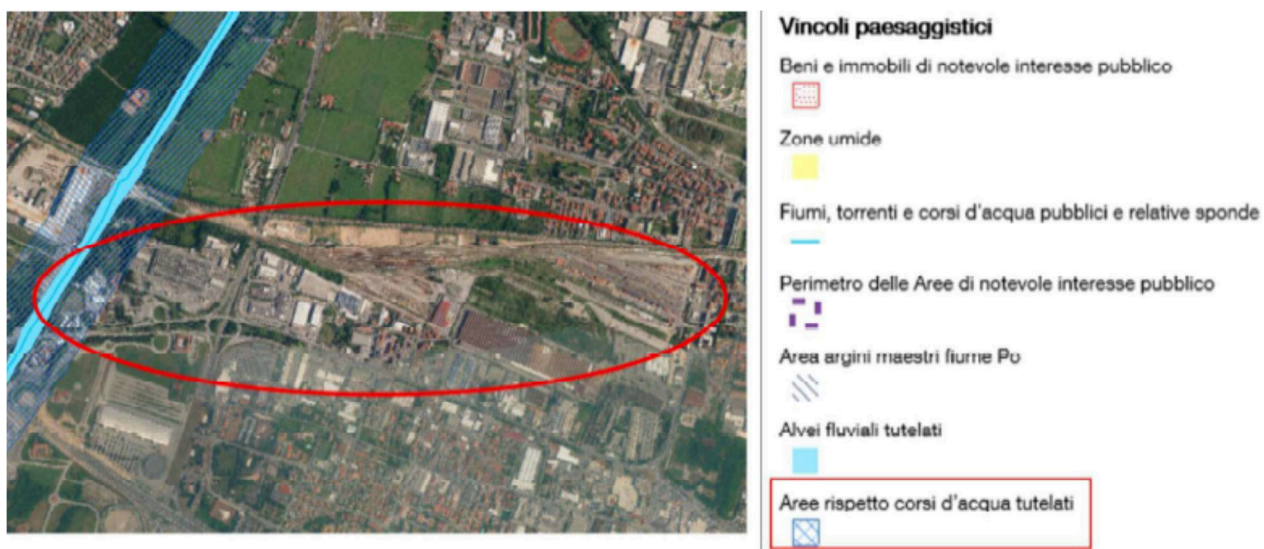 Vincoli paesaggistici
Beni e immobili di notevole interesse pubblico
Zone umide
Fiumi, torrenti e corsi d'acqua pubblici e relative sponde
Perimetro delle Aree di notevole interesse pubblico
Area argini maestri fiume Po
Alvei fluviali tutelati
Aree rispetto corsi d'acqua tutelati